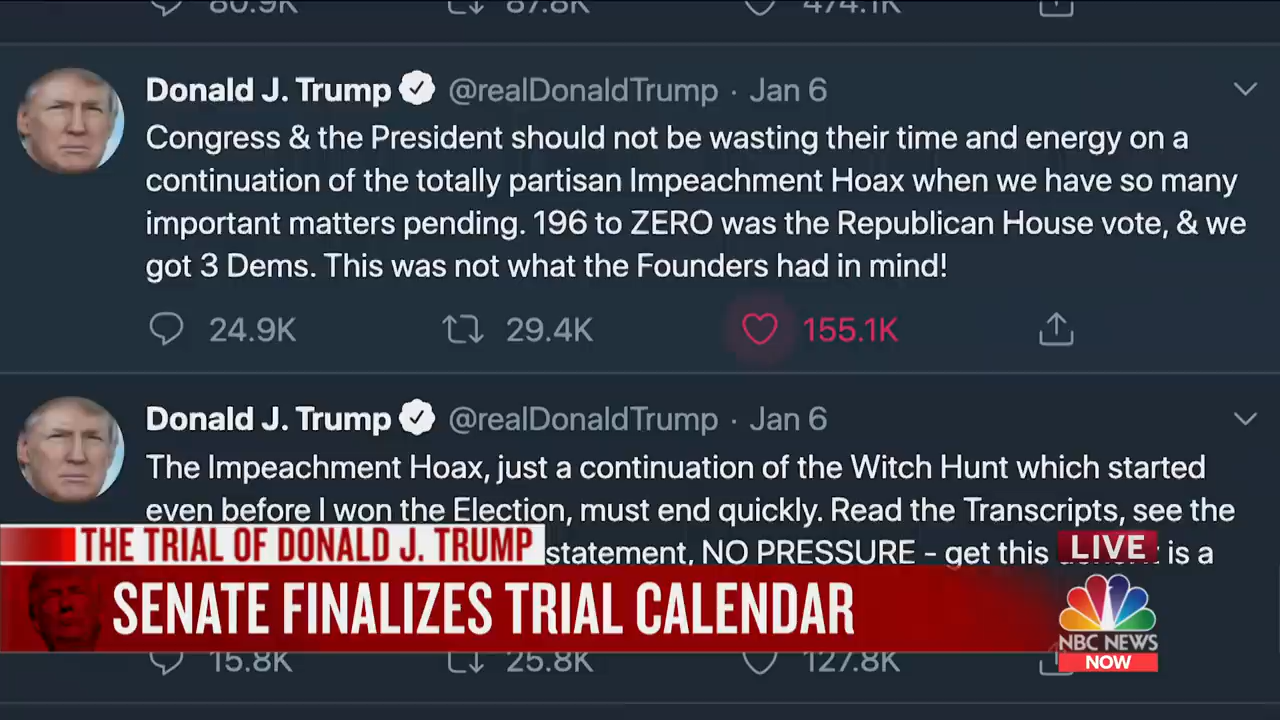 80.9K 87.8K 474.1K
Donald J. Trump @realDonaldTrump · Jan 6
Congress & the President should not be wasting their time and energy on a
continuation of the totally partisan Impeachment Hoax when we have so many
important matters pending. 196 to ZERO was the Republican House vote, & we
got 3 Dems. This was not what the Founders had in mind!
24.9K 29.4K 155.1K
Donald J. Trump @realDonaldTrump · Jan 6
The Impeachment Hoax, just a continuation of the Witch Hunt which started
even before I won the Election, must end quickly. Read the Transcripts, see the
statement, NO PRESSURE - get this is a
THE TRIAL OF DONALD J. TRUMP
LIVE
SENATE FINALIZES TRIAL CALENDAR
NBC NEWS
NOW
15.8K 25.8K 127.8K